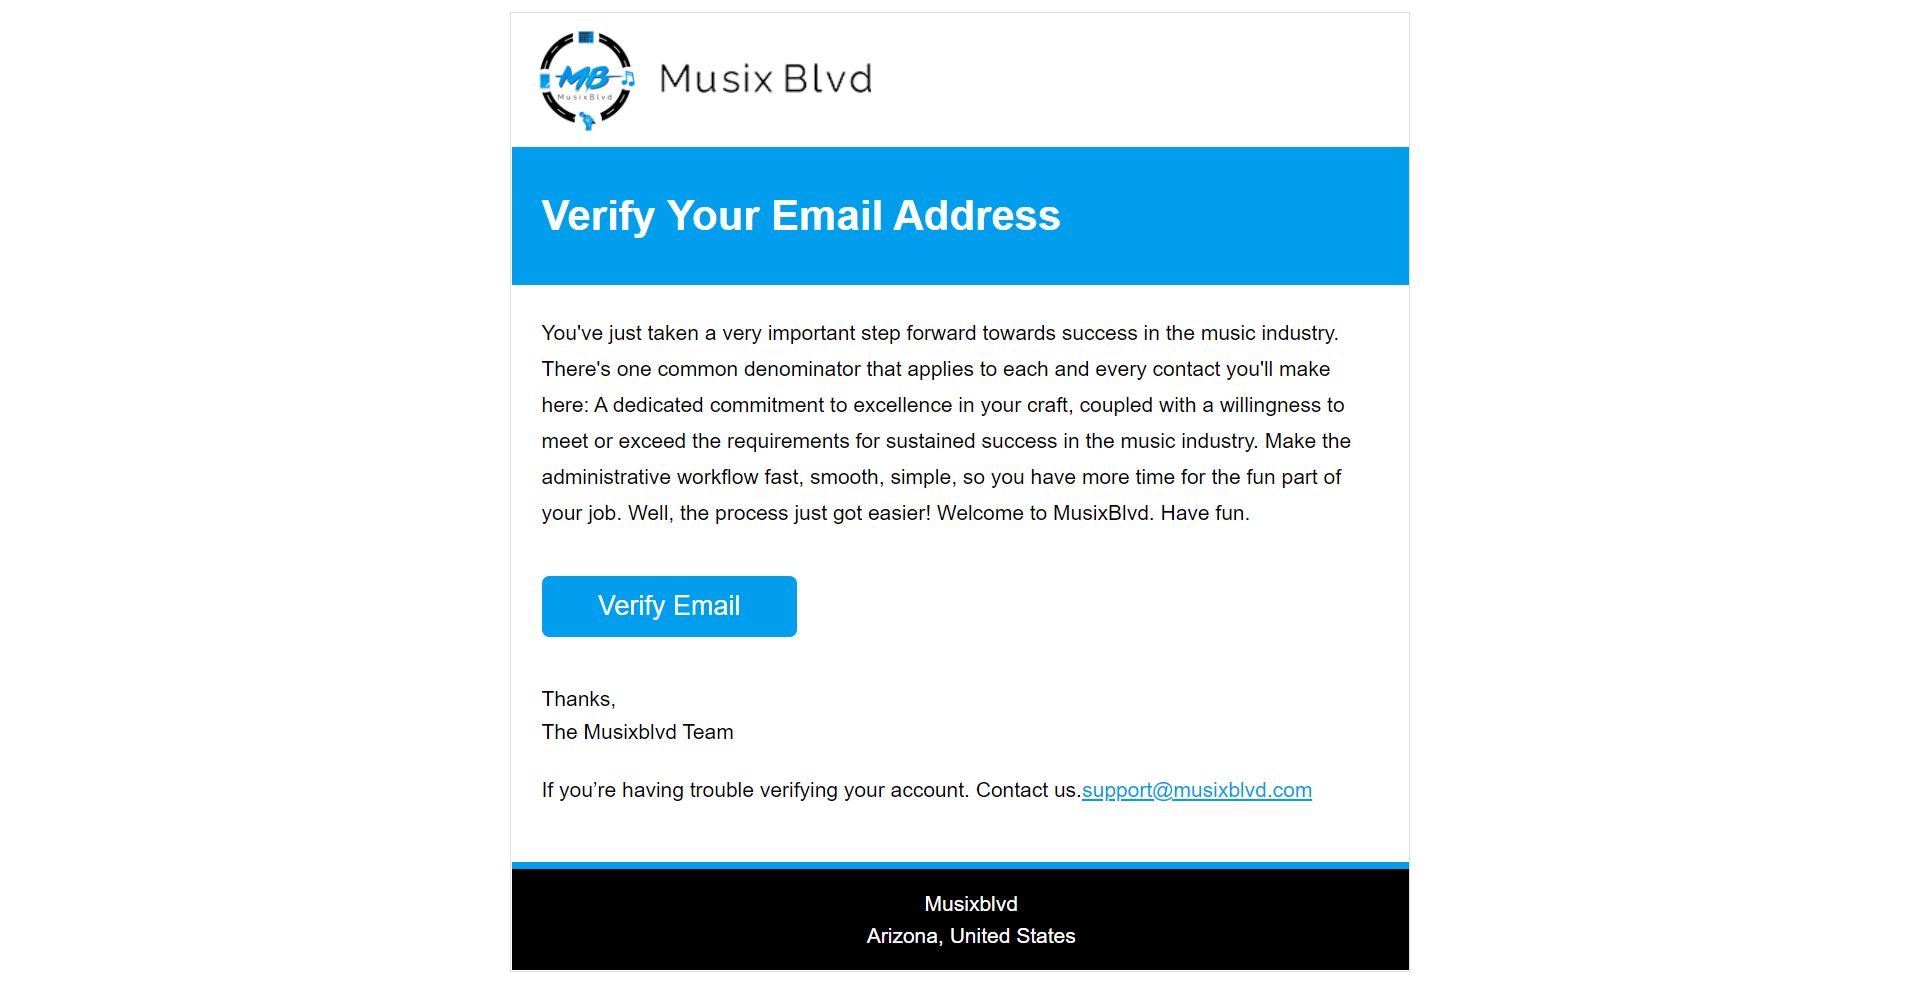 MB
MusixBlvd
Musix Blvd
Verify Your Email Address
You've just taken a very important step forward towards success in the music industry.
There's one common denominator that applies to each and every contact you'll make
here: A dedicated commitment to excellence in your craft, coupled with a willingness to
meet or exceed the requirements for sustained success in the music industry. Make the
administrative workflow fast, smooth, simple, so you have more time for the fun part of
your job. Well, the process just got easier! Welcome to MusixBlvd. Have fun.
Verify Email
Thanks,
The Musixblvd Team
If you’re having trouble verifying your account. Contact us.support@musixblvd.com
Musixblvd
Arizona, United States